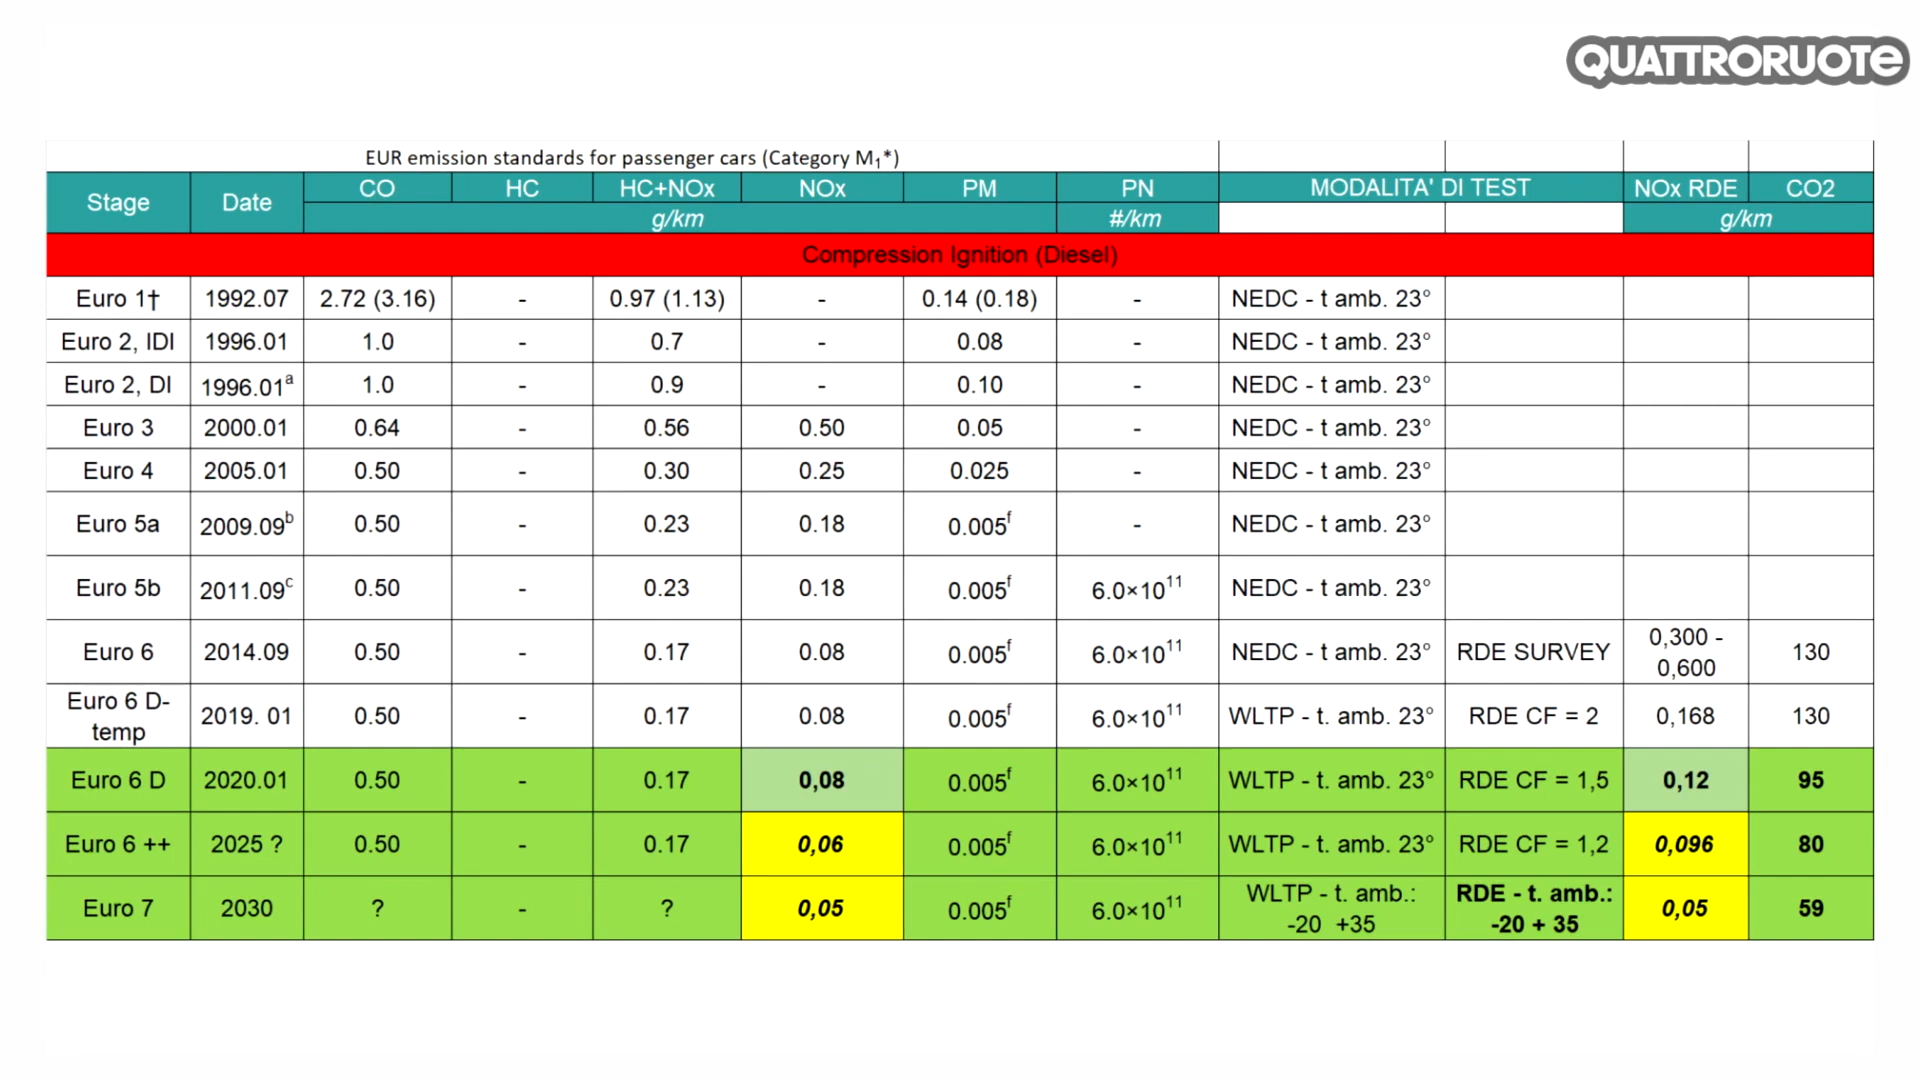 QUATTRORUOTE
EUR emission standards for passenger cars (Category M₁*)
Stage Date CO HC HC+NOx NOx PM PN MODALITA' DI TEST NOx RDE CO2
g/km #/km g/km
Compression Ignition (Diesel)
Euro 1† 1992.07 2.72 (3.16) - 0.97 (1.13) - 0.14 (0.18) - NEDC - t amb. 23°
Euro 2, IDI 1996.01 1.0 - 0.7 - 0.08 - NEDC - t amb. 23°
Euro 2, DI 1996.01ᵃ 1.0 - 0.9 - 0.10 - NEDC - t amb. 23°
Euro 3 2000.01 0.64 - 0.56 0.50 0.05 - NEDC - t amb. 23°
Euro 4 2005.01 0.50 - 0.30 0.25 0.025 - NEDC - t amb. 23°
Euro 5a 2009.09ᵇ 0.50 - 0.23 0.18 0.005ᶠ - NEDC - t amb. 23°
Euro 5b 2011.09ᶜ 0.50 - 0.23 0.18 0.005ᶠ 6.0×10¹¹ NEDC - t amb. 23°
Euro 6 2014.09 0.50 - 0.17 0.08 0.005ᶠ 6.0×10¹¹ NEDC - t amb. 23° RDE SURVEY 0,300 - 0,600 130
Euro 6 D-temp 2019. 01 0.50 - 0.17 0.08 0.005ᶠ 6.0×10¹¹ WLTP - t. amb. 23° RDE CF = 2 0,168 130
Euro 6 D 2020.01 0.50 - 0.17 0,08 0.005ᶠ 6.0×10¹¹ WLTP - t. amb. 23° RDE CF = 1,5 0,12 95
Euro 6 ++ 2025 ? 0.50 - 0.17 0,06 0.005ᶠ 6.0×10¹¹ WLTP - t. amb. 23° RDE CF = 1,2 0,096 80
Euro 7 2030 ? - ? 0,05 0.005ᶠ 6.0×10¹¹ WLTP - t. amb.: -20 +35 RDE - t. amb.: -20 + 35 0,05 59